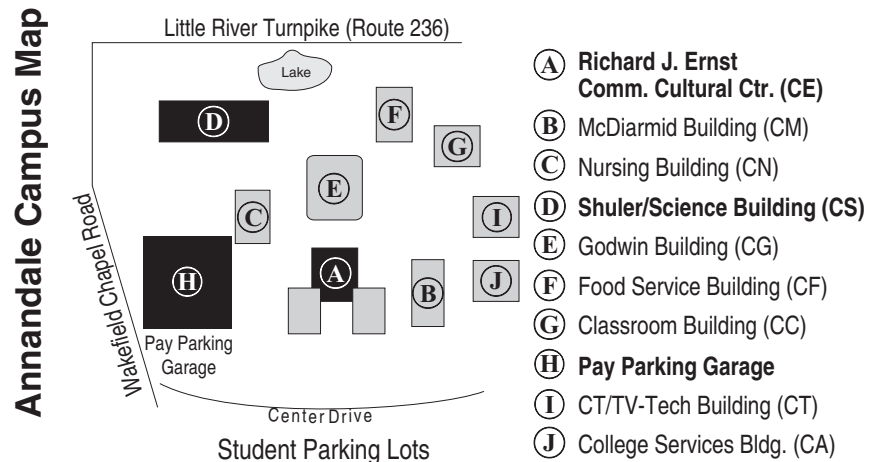 Annandale Campus Map
Little River Turnpike (Route 236)
Lake
D
F
G
E
C
I
H
A
B
J
Wakefield Chapel Road
Pay Parking
Garage
Center Drive
Student Parking Lots
A Richard J. Ernst
Comm. Cultural Ctr. (CE)
B McDiarmid Building (CM)
C Nursing Building (CN)
D Shuler/Science Building (CS)
E Godwin Building (CG)
F Food Service Building (CF)
G Classroom Building (CC)
H Pay Parking Garage
I CT/TV-Tech Building (CT)
J College Services Bldg. (CA)